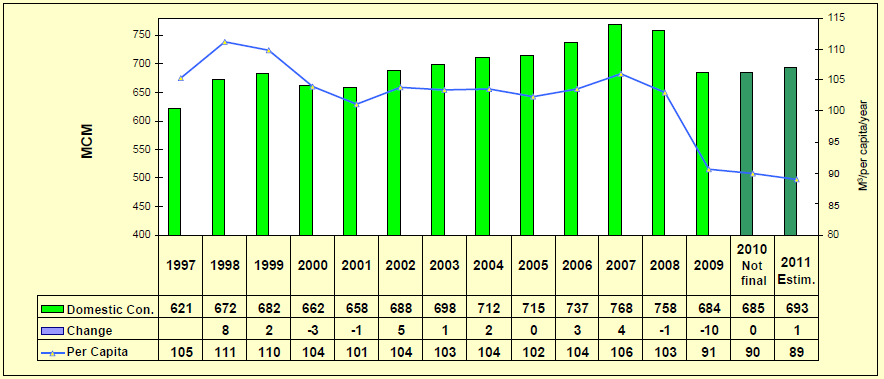 750
700
650
600
550
500
450
400
MCM
115
110
105
100
95
90
85
80
M³/per capita/year
1997 1998 1999 2000 2001 2002 2003 2004 2005 2006 2007 2008 2009 2010 Not final 2011 Estim.
Domestic Con. 621 672 682 662 658 688 698 712 715 737 768 758 684 685 693
Change 8 2 -3 -1 5 1 2 0 3 4 -1 -10 0 1
Per Capita 105 111 110 104 101 104 103 104 102 104 106 103 91 90 89